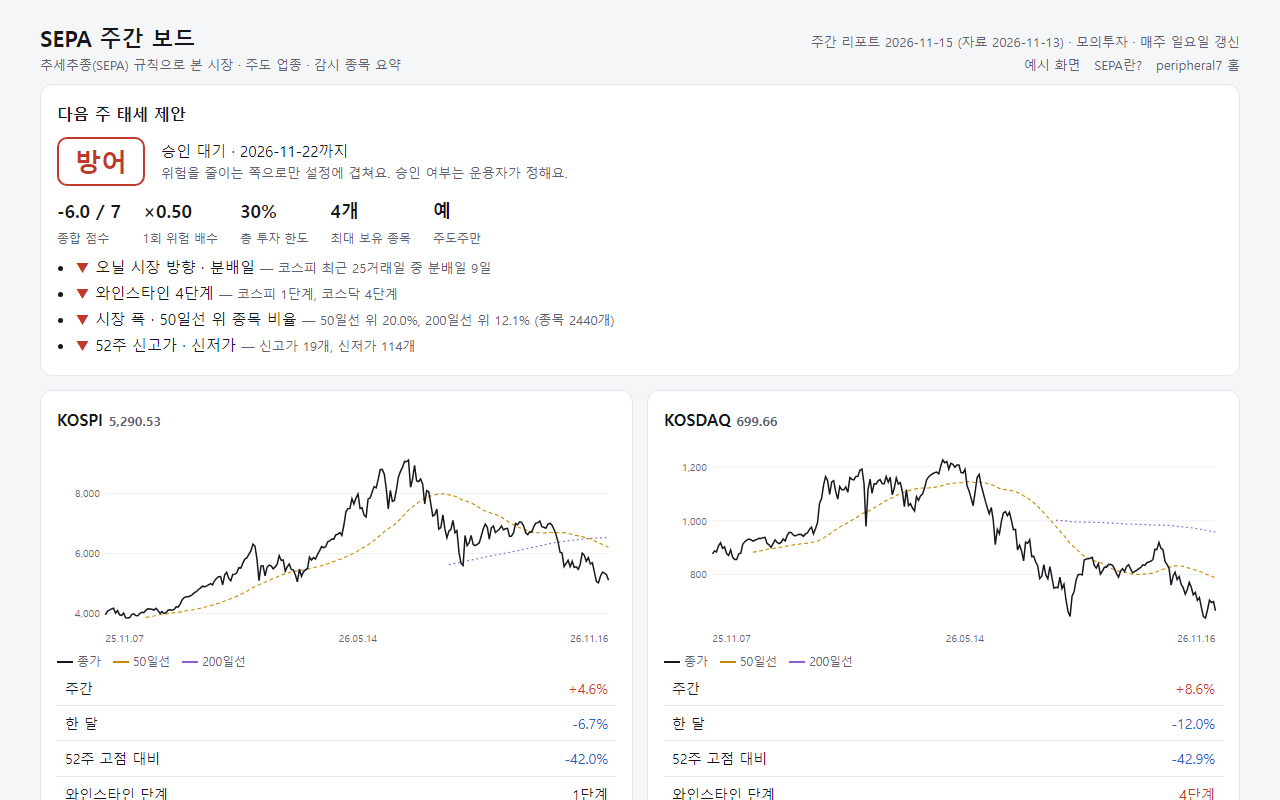 SEPA 주간 보드
주간 리포트 2026-11-15 (자료 2026-11-13) · 모의투자 · 매주 일요일 갱신
추세추종(SEPA) 규칙으로 본 시장 · 주도 업종 · 감시 종목 요약
예시 화면 SEPA란? peripheral7 홈
다음 주 태세 제안
방어
승인 대기 · 2026-11-22까지
위험을 줄이는 쪽으로만 설정에 겹쳐요. 승인 여부는 운용자가 정해요.
-6.0 / 7 ×0.50 30% 4개 예
종합 점수 1회 위험 배수 총 투자 한도 최대 보유 종목 주도주만
• ▼ 오닐 시장 방향 · 분배일 — 코스피 최근 25거래일 중 분배일 9일
• ▼ 와인스타인 4단계 — 코스피 1단계, 코스닥 4단계
• ▼ 시장 폭 · 50일선 위 종목 비율 — 50일선 위 20.0%, 200일선 위 12.1% (종목 2440개)
• ▼ 52주 신고가 · 신저가 — 신고가 19개, 신저가 114개
KOSPI 5,290.53
8,000
6,000
4,000
25.11.07 26.05.14 26.11.16
종가 50일선 200일선
주간 +4.6%
한 달 -6.7%
52주 고점 대비 -42.0%
와인스타인 단계 1단계
KOSDAQ 699.66
1,200
1,000
800
25.11.07 26.05.14 26.11.16
종가 50일선 200일선
주간 +8.6%
한 달 -12.0%
52주 고점 대비 -42.9%
와인스타인 단계 4단계